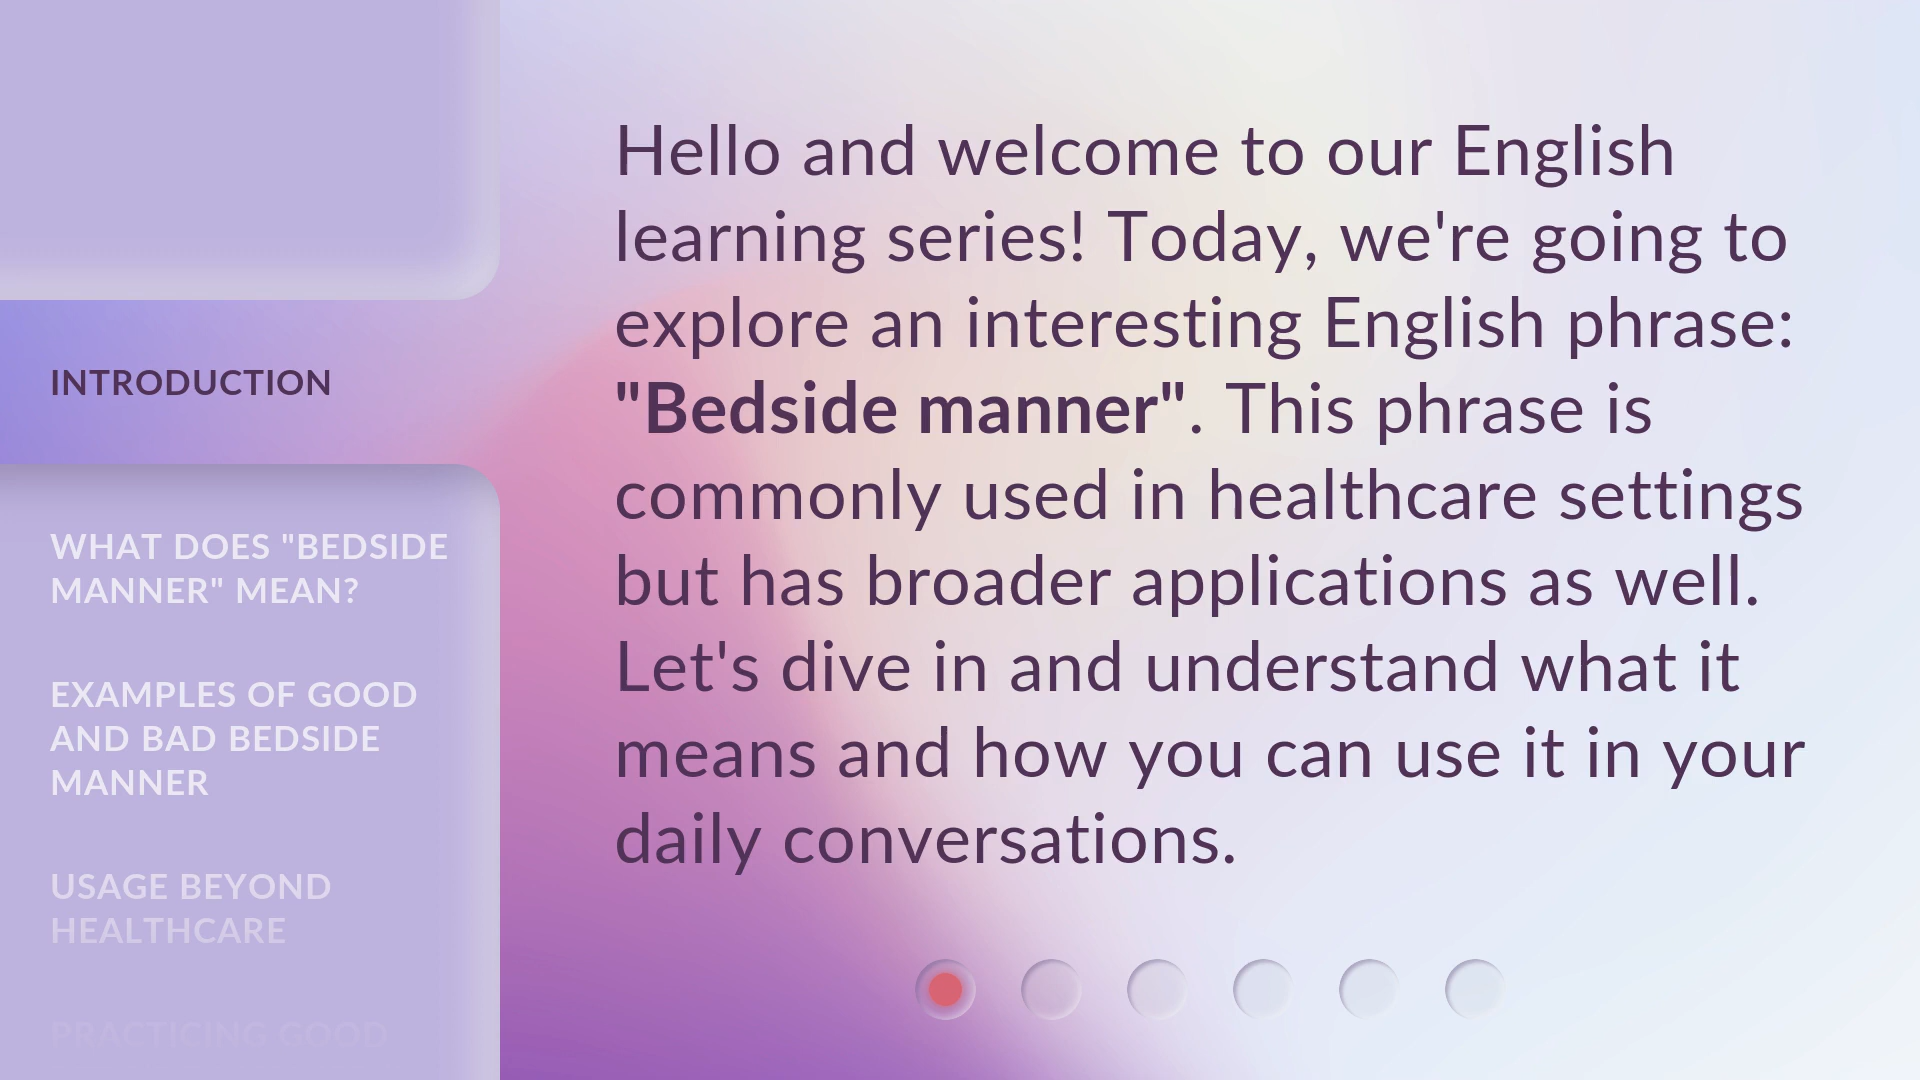 INTRODUCTION
WHAT DOES "BEDSIDE
MANNER" MEAN?
EXAMPLES OF GOOD
AND BAD BEDSIDE
MANNER
USAGE BEYOND
HEALTHCARE
PRACTICING GOOD
Hello and welcome to our English
learning series! Today, we're going to
explore an interesting English phrase:
"Bedside manner". This phrase is
commonly used in healthcare settings
but has broader applications as well.
Let's dive in and understand what it
means and how you can use it in your
daily conversations.